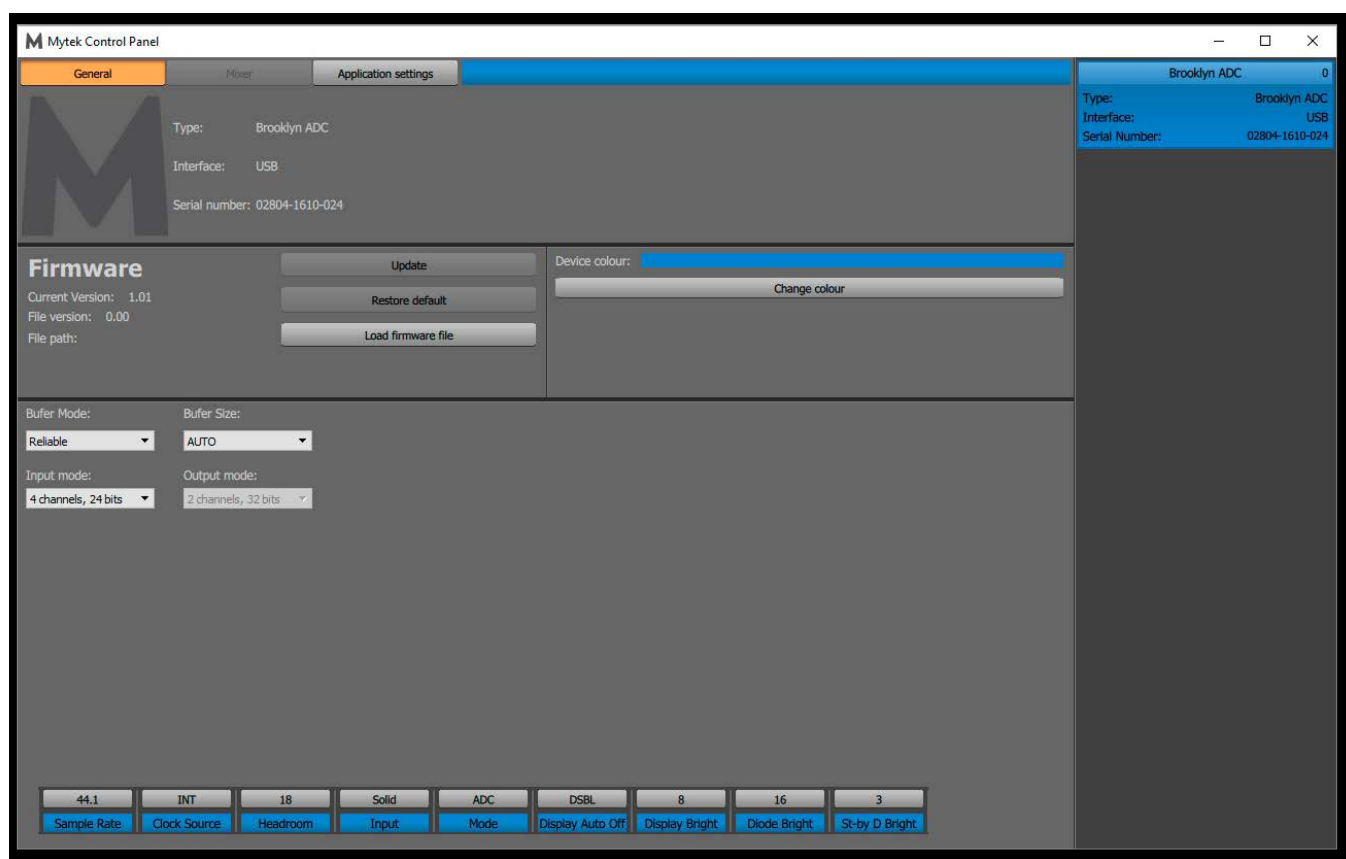 M Mytek Control Panel
General Mixer Application settings
Type: Brooklyn ADC
Interface: USB
Serial number: 02804-1610-024
Brooklyn ADC 0
Type: Brooklyn ADC
Interface: USB
Serial Number: 02804-1610-024
Firmware
Current Version: 1.01
File version: 0.00
File path:
Update
Restore default
Load firmware file
Device colour:
Change colour
Bufer Mode: Bufer Size:
Reliable AUTO
Input mode: Output mode:
4 channels, 24 bits 2 channels, 32 bits
44.1 INT 18 Solid ADC DSBL 8 16 3
Sample Rate Clock Source Headroom Input Mode Display Auto Off Display Bright Diode Bright St-by D Bright